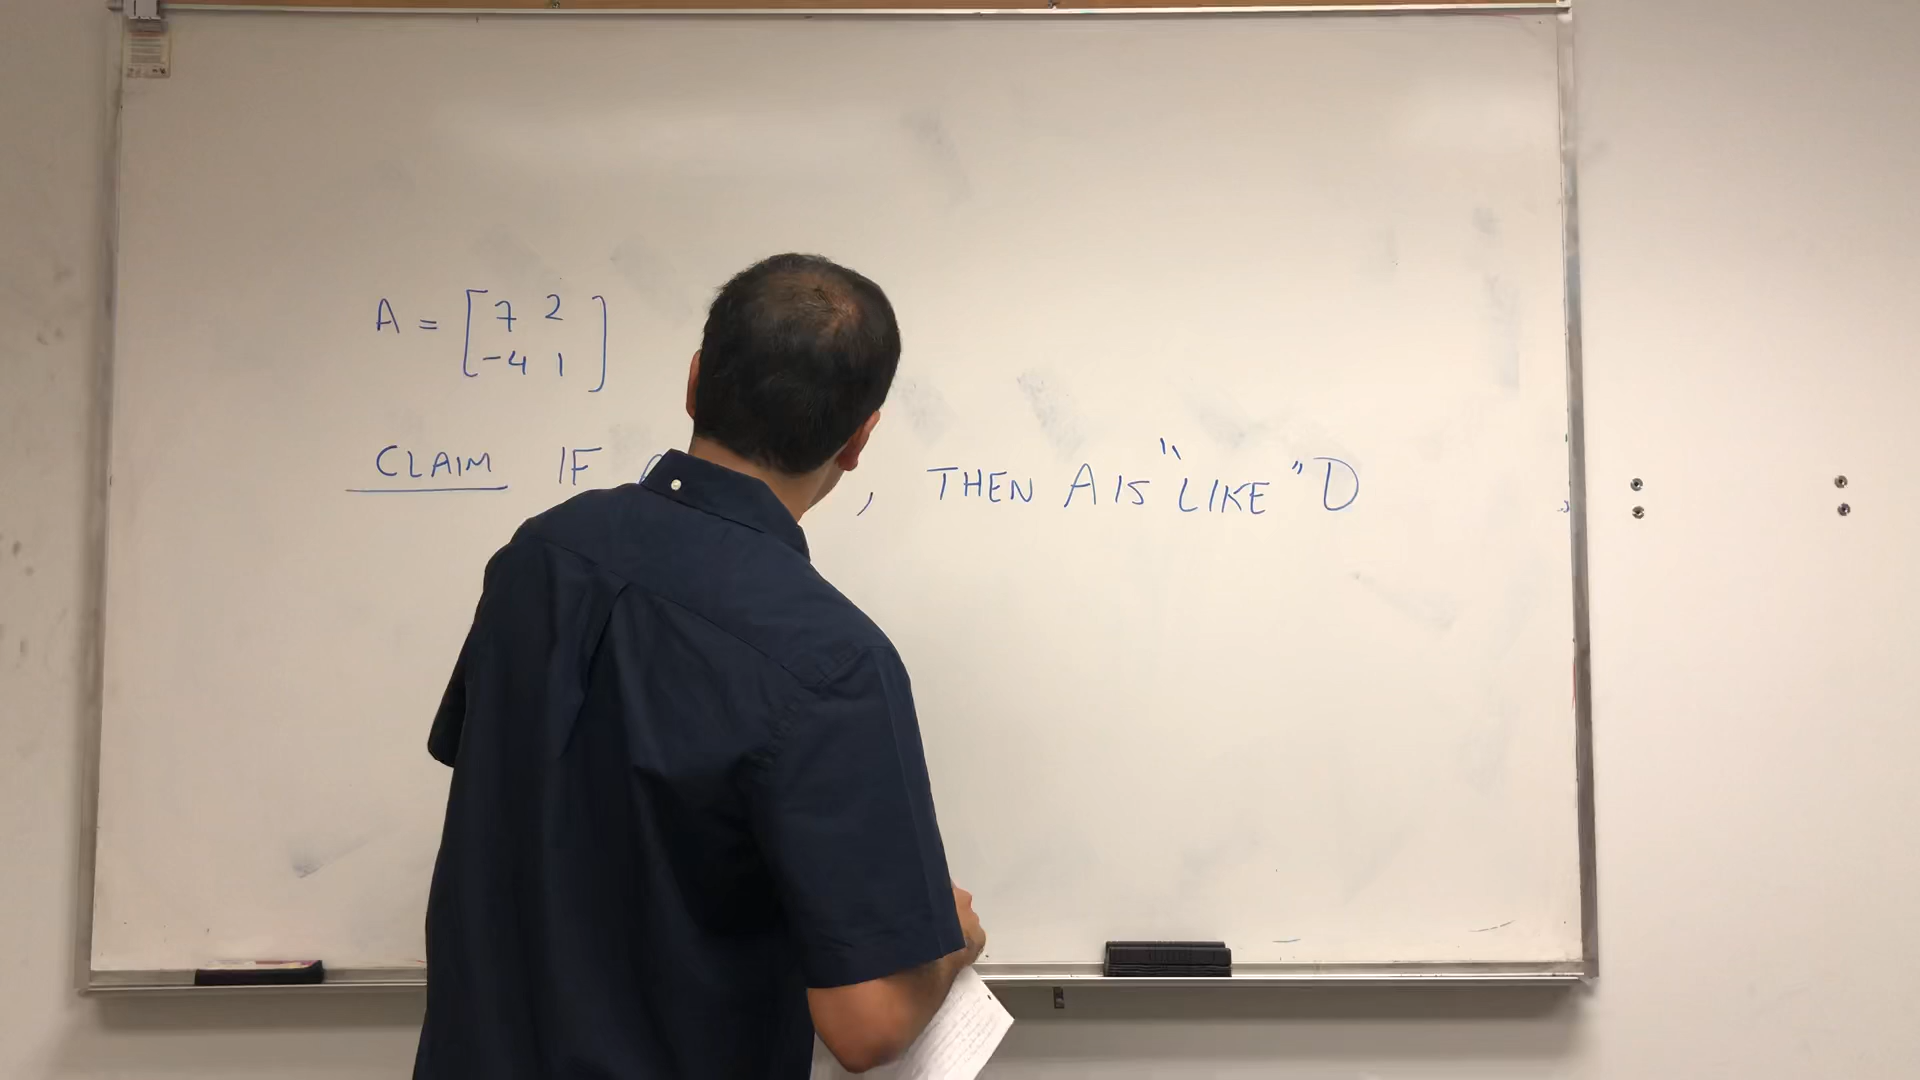 A = [ 7 2
-4 1 ]
CLAIM IF , THEN A IS "LIKE" D